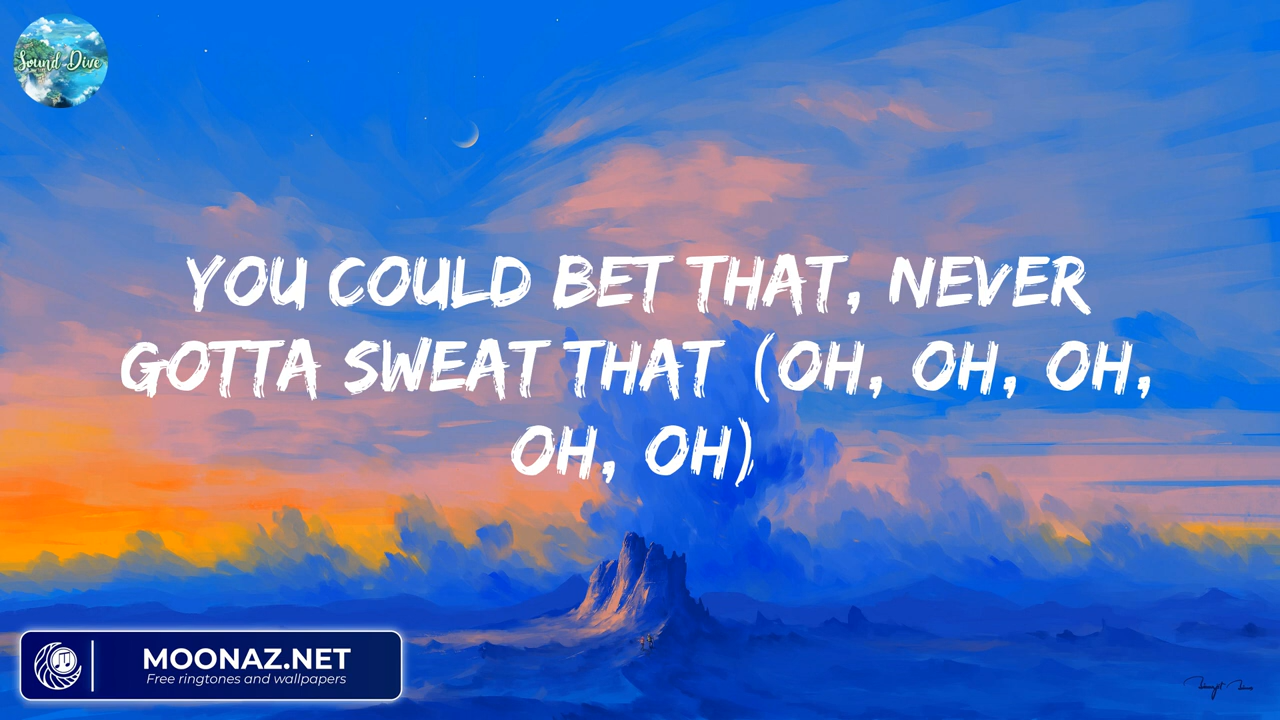 Sound Dive
YOU COULD BET THAT, NEVER
GOTTA SWEAT THAT (OH, OH, OH,
OH, OH)
MOONAZ.NET
Free ringtones and wallpapers